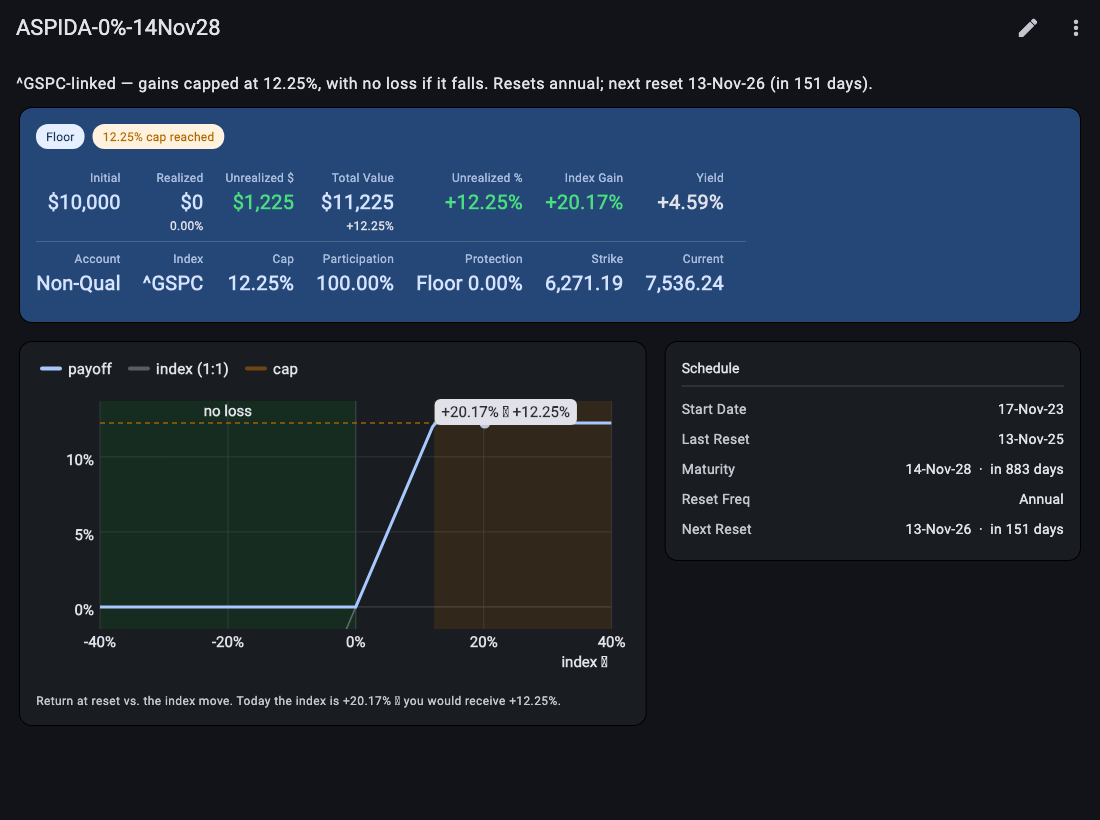 ASPIDA-0%-14Nov28
^GSPC-linked — gains capped at 12.25%, with no loss if it falls. Resets annual; next reset 13-Nov-26 (in 151 days).
Floor 12.25% cap reached
Initial Realized Unrealized $ Total Value Unrealized % Index Gain Yield
$10,000 $0 $1,225 $11,225 +12.25% +20.17% +4.59%
0.00% +12.25%
Account Index Cap Participation Protection Strike Current
Non-Qual ^GSPC 12.25% 100.00% Floor 0.00% 6,271.19 7,536.24
payoff index (1:1) cap
no loss
+20.17% +12.25%
10%
5%
0%
-40% -20% 0% 20% 40%
index
Return at reset vs. the index move. Today the index is +20.17% you would receive +12.25%.
Schedule
Start Date 17-Nov-23
Last Reset 13-Nov-25
Maturity 14-Nov-28 · in 883 days
Reset Freq Annual
Next Reset 13-Nov-26 · in 151 days